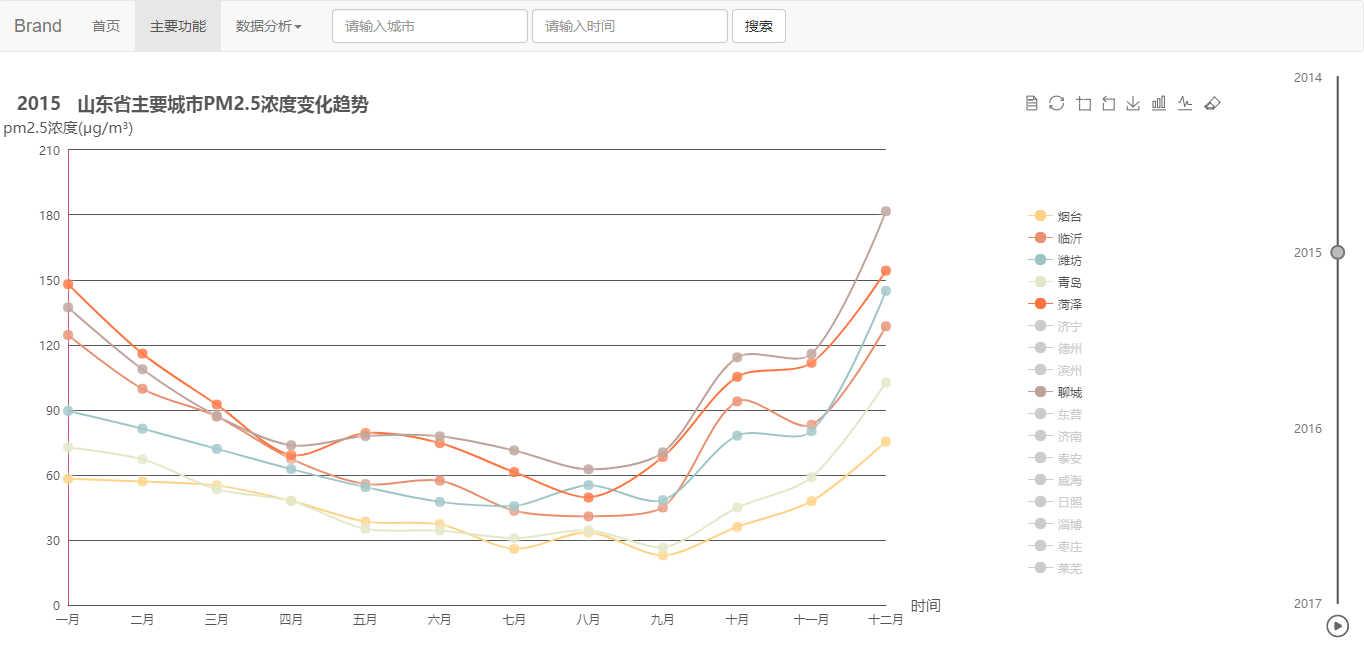 Brand 首页 主要功能 数据分析 请输入城市 请输入时间 搜索
2015 山东省主要城市PM2.5浓度变化趋势
pm2.5浓度(μg/m³)
210
180
150
120
90
60
30
0
一月 二月 三月 四月 五月 六月 七月 八月 九月 十月 十一月 十二月
时间
烟台
临沂
潍坊
青岛
菏泽
济宁
德州
滨州
聊城
东营
济南
泰安
威海
日照
淄博
枣庄
莱芜
2014
2015
2016
2017